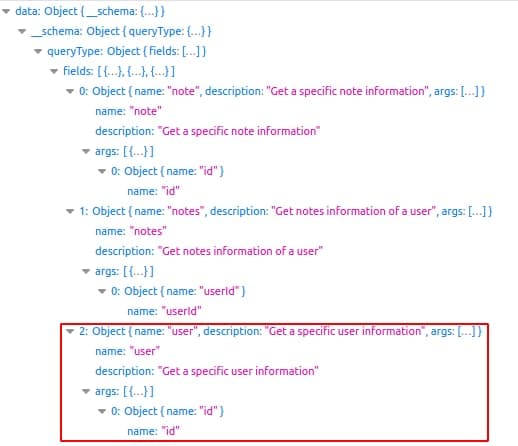 data: Object { __schema: {…} }
__schema: Object { queryType: {…} }
queryType: Object { fields: […] }
fields: [ {…}, {…}, {…} ]
0: Object { name: "note", description: "Get a specific note information", args: […] }
name: "note"
description: "Get a specific note information"
args: [ {…} ]
0: Object { name: "id" }
name: "id"
1: Object { name: "notes", description: "Get notes information of a user", args: […] }
name: "notes"
description: "Get notes information of a user"
args: [ {…} ]
0: Object { name: "userId" }
name: "userId"
2: Object { name: "user", description: "Get a specific user information", args: […] }
name: "user"
description: "Get a specific user information"
args: [ {…} ]
0: Object { name: "id" }
name: "id"